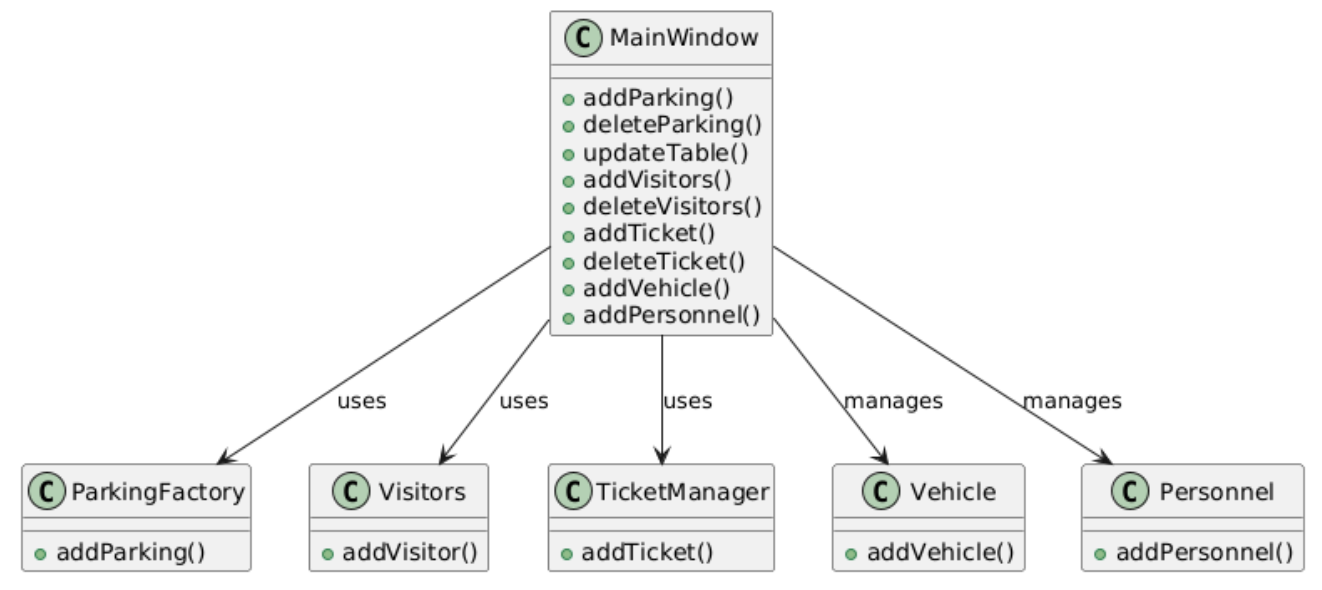 C MainWindow
addParking()
deleteParking()
updateTable()
addVisitors()
deleteVisitors()
addTicket()
deleteTicket()
addVehicle()
addPersonnel()
uses
uses
uses
manages
manages
C ParkingFactory
addParking()
C Visitors
addVisitor()
C TicketManager
addTicket()
C Vehicle
addVehicle()
C Personnel
addPersonnel()